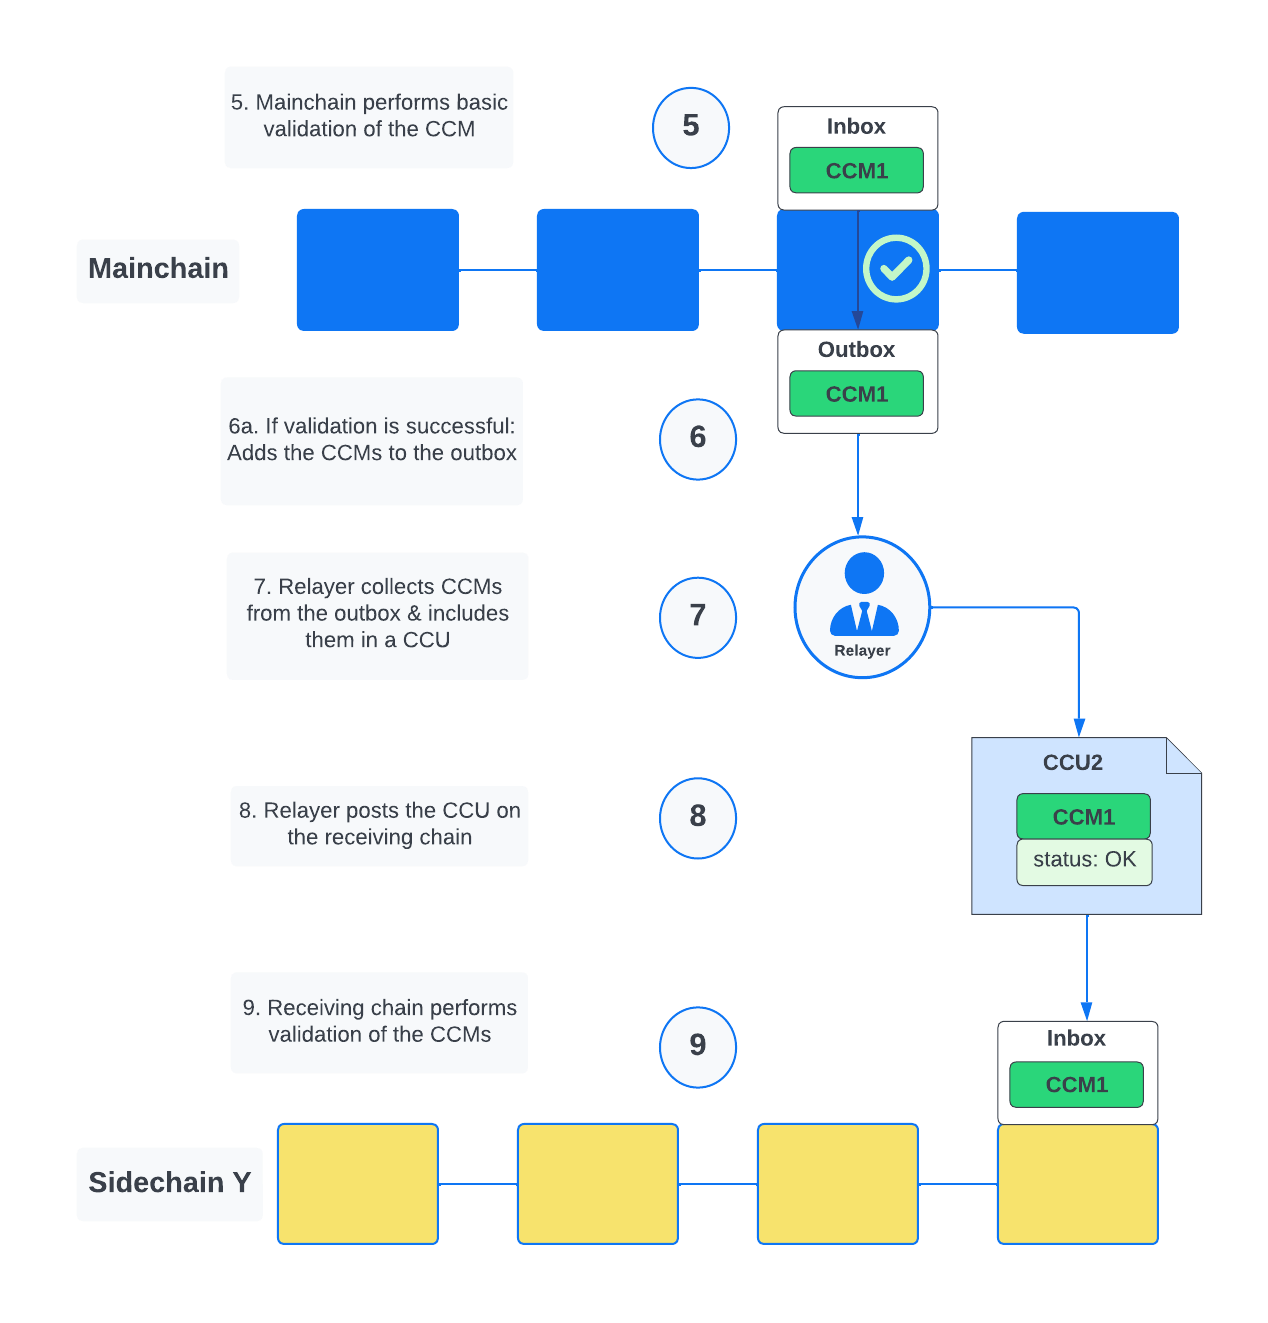 5. Mainchain performs basic
validation of the CCM
5
Inbox
CCM1
Mainchain
Outbox
CCM1
6a. If validation is successful:
Adds the CCMs to the outbox
6
7. Relayer collects CCMs
from the outbox & includes
them in a CCU
7
Relayer
CCU2
CCM1
status: OK
8. Relayer posts the CCU on
the receiving chain
8
9. Receiving chain performs
validation of the CCMs
9
Inbox
CCM1
Sidechain Y